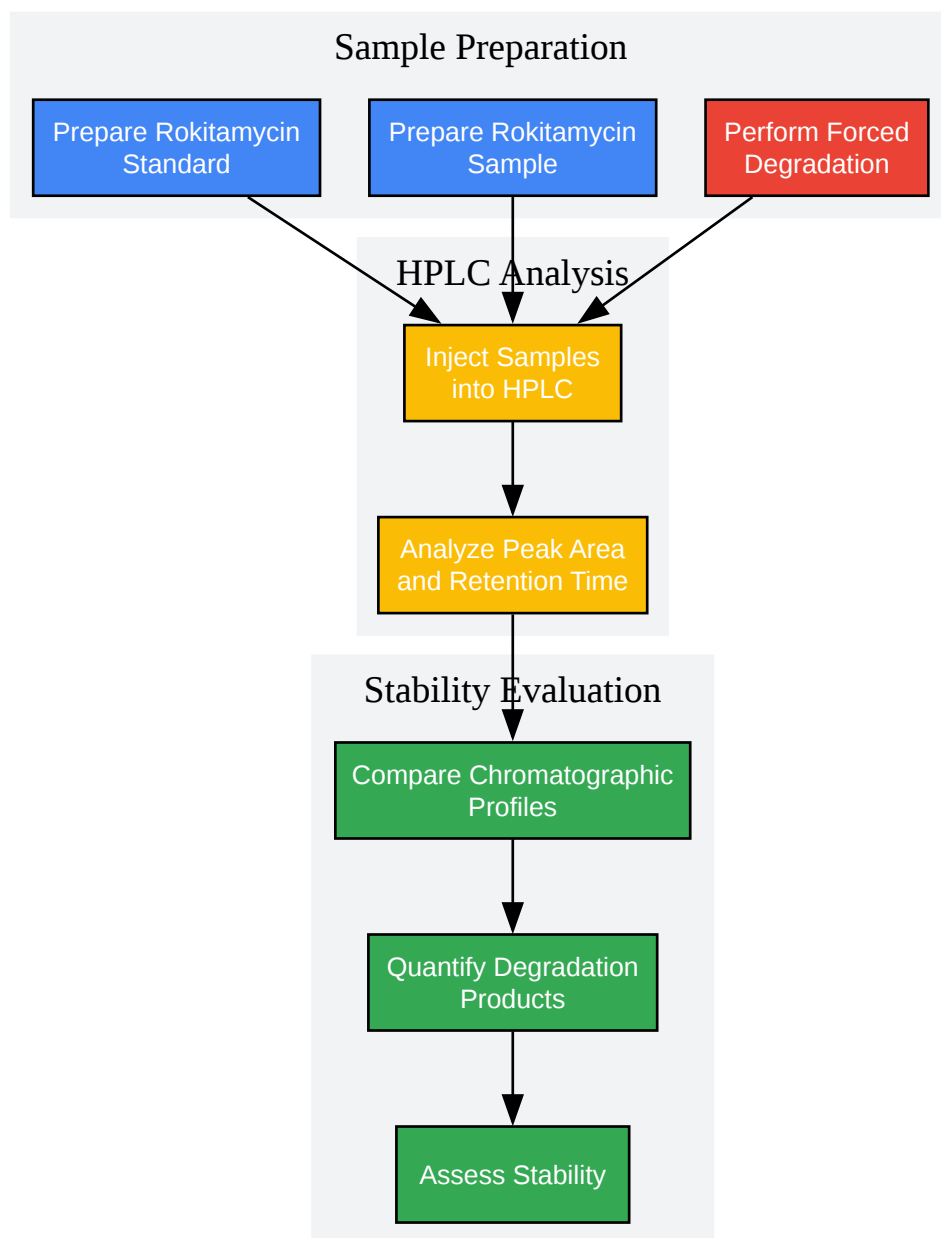 Sample Preparation
Prepare Rokitamycin
Standard
Prepare Rokitamycin
Sample
Perform Forced
Degradation
HPLC Analysis
Inject Samples
into HPLC
Analyze Peak Area
and Retention Time
Stability Evaluation
Compare Chromatographic
Profiles
Quantify Degradation
Products
Assess Stability